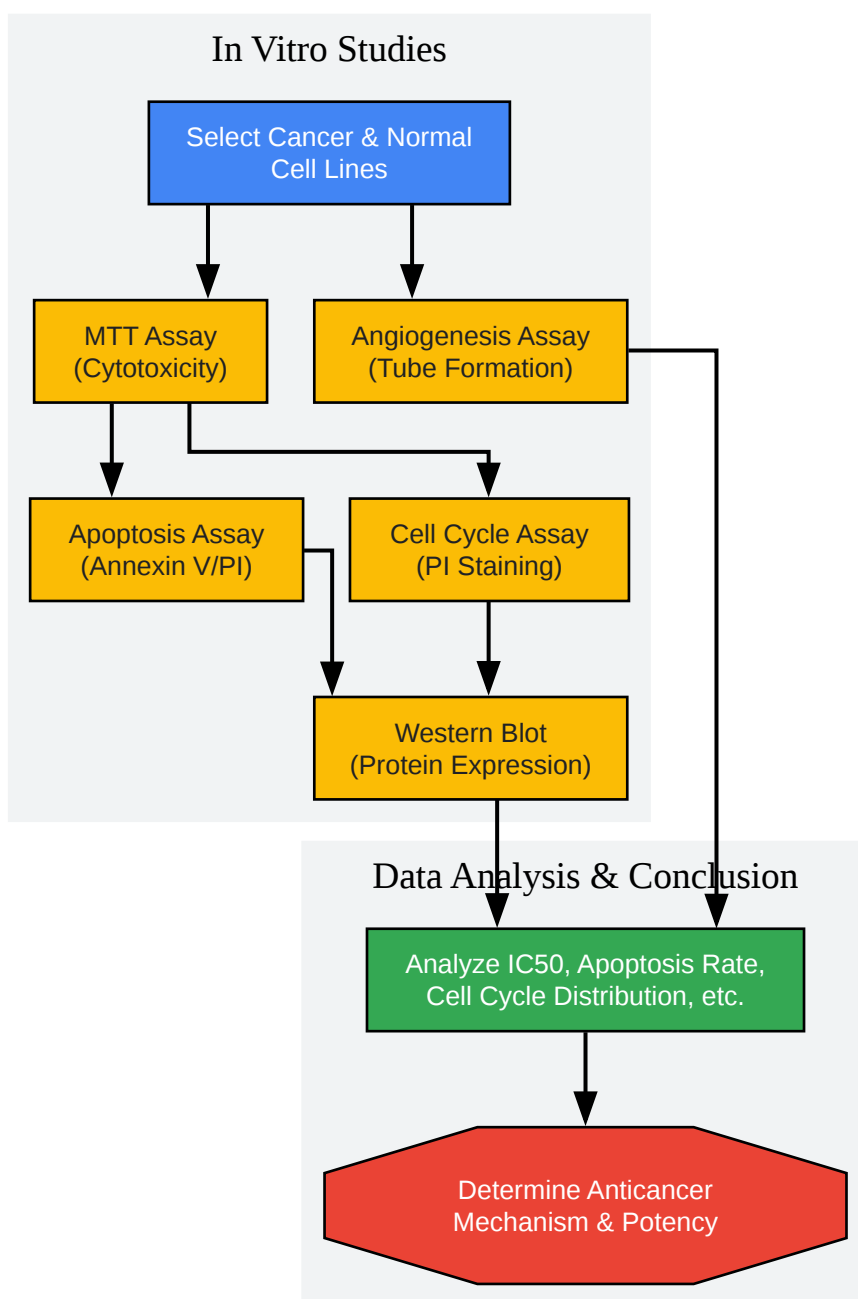 In Vitro Studies
Select Cancer & Normal
Cell Lines
MTT Assay
(Cytotoxicity)
Angiogenesis Assay
(Tube Formation)
Apoptosis Assay
(Annexin V/PI)
Cell Cycle Assay
(PI Staining)
Western Blot
(Protein Expression)
Data Analysis & Conclusion
Analyze IC50, Apoptosis Rate,
Cell Cycle Distribution, etc.
Determine Anticancer
Mechanism & Potency